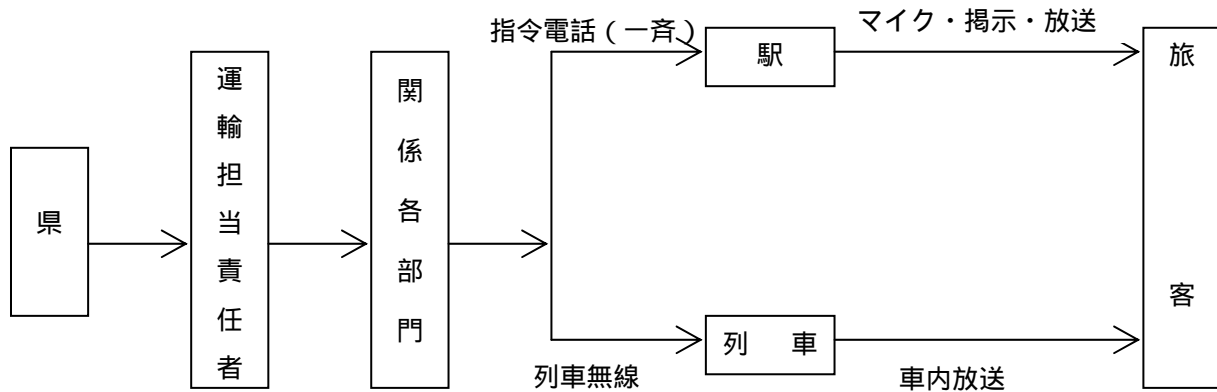 県
運輸担当責任者
関係各部門
指令電話(一斉)
駅
マイク・掲示・放送
列車無線
列 車
車内放送
旅 客